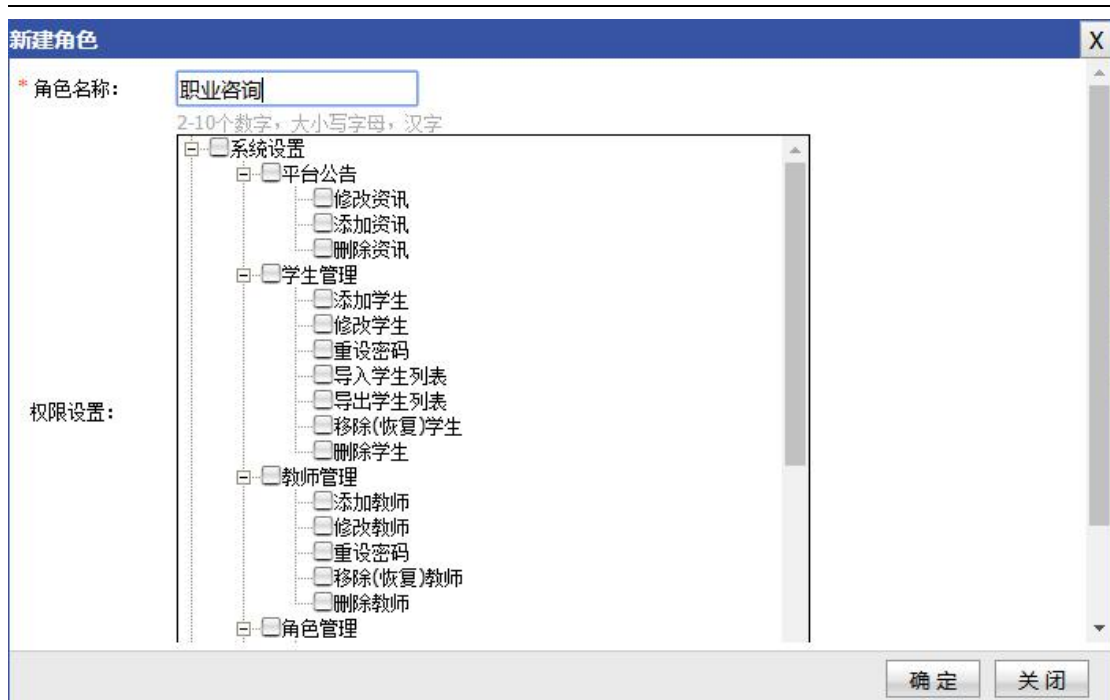 新建角色 X
* 角色名称： 职业咨询
2-10个数字，大小写字母，汉字
系统设置
平台公告
修改资讯
添加资讯
删除资讯
学生管理
添加学生
修改学生
重设密码
导入学生列表
导出学生列表
权限设置：
移除(恢复)学生
删除学生
教师管理
添加教师
修改教师
重设密码
移除(恢复)教师
删除教师
角色管理
确定 关闭